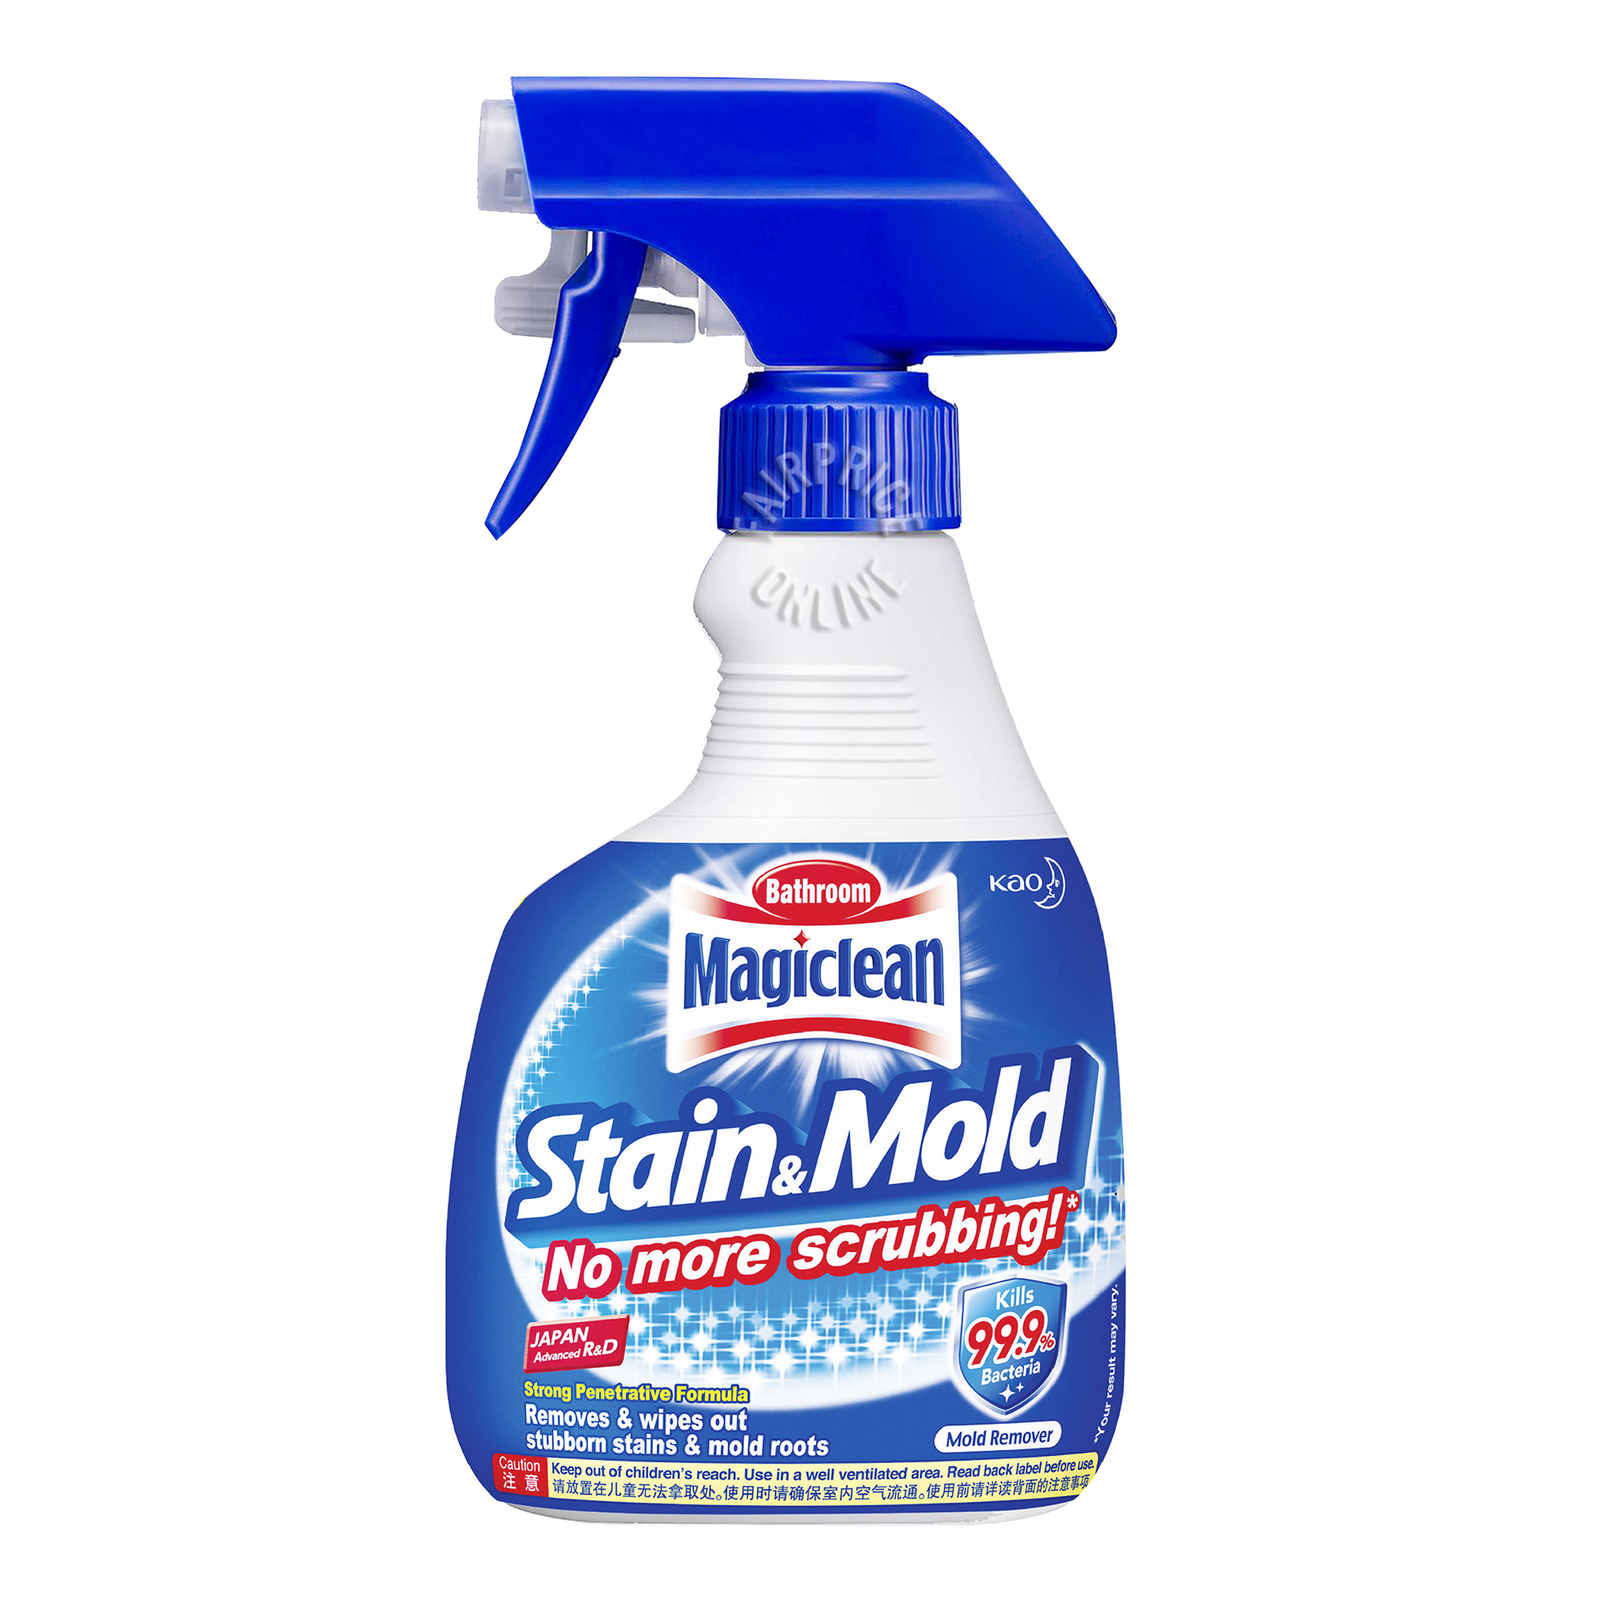 FAIRPRICE
ONLINE
Bathroom
Kao
Magiclean
Stain & Mold
No more scrubbing!*
Kills
99.9%
Bacteria
JAPAN
Advanced R&D
Strong Penetrative Formula
Removes & wipes out
stubborn stains & mold roots
Mold Remover
*Your result may vary.
Caution
注 意
Keep out of children's reach. Use in a well ventilated area. Read back label before use.
请放置在儿童无法拿取处。使用时请确保室内空气流通。使用前请详读背面的注意事项